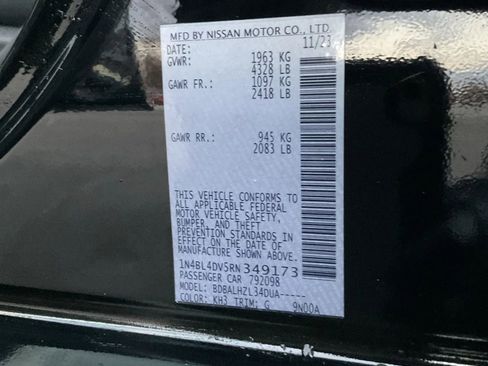 MFD BY NISSAN MOTOR CO., LTD.
DATE: 11/23
GVWR: 1963 KG
4328 LB
GAWR FR.: 1097 KG
2418 LB
GAWR RR.: 945 KG
2083 LB
THIS VEHICLE CONFORMS TO
ALL APPLICABLE FEDERAL
MOTOR VEHICLE SAFETY,
BUMPER, AND THEFT
PREVENTION STANDARDS IN
EFFECT ON THE DATE OF
MANUFACTURE SHOWN ABOVE.
1N4BL4DV5RN349173
PASSENGER CAR 792098
MODEL: BDBALHZL34DUA-----
COLOR: KH3 TRIM: G 9N00A